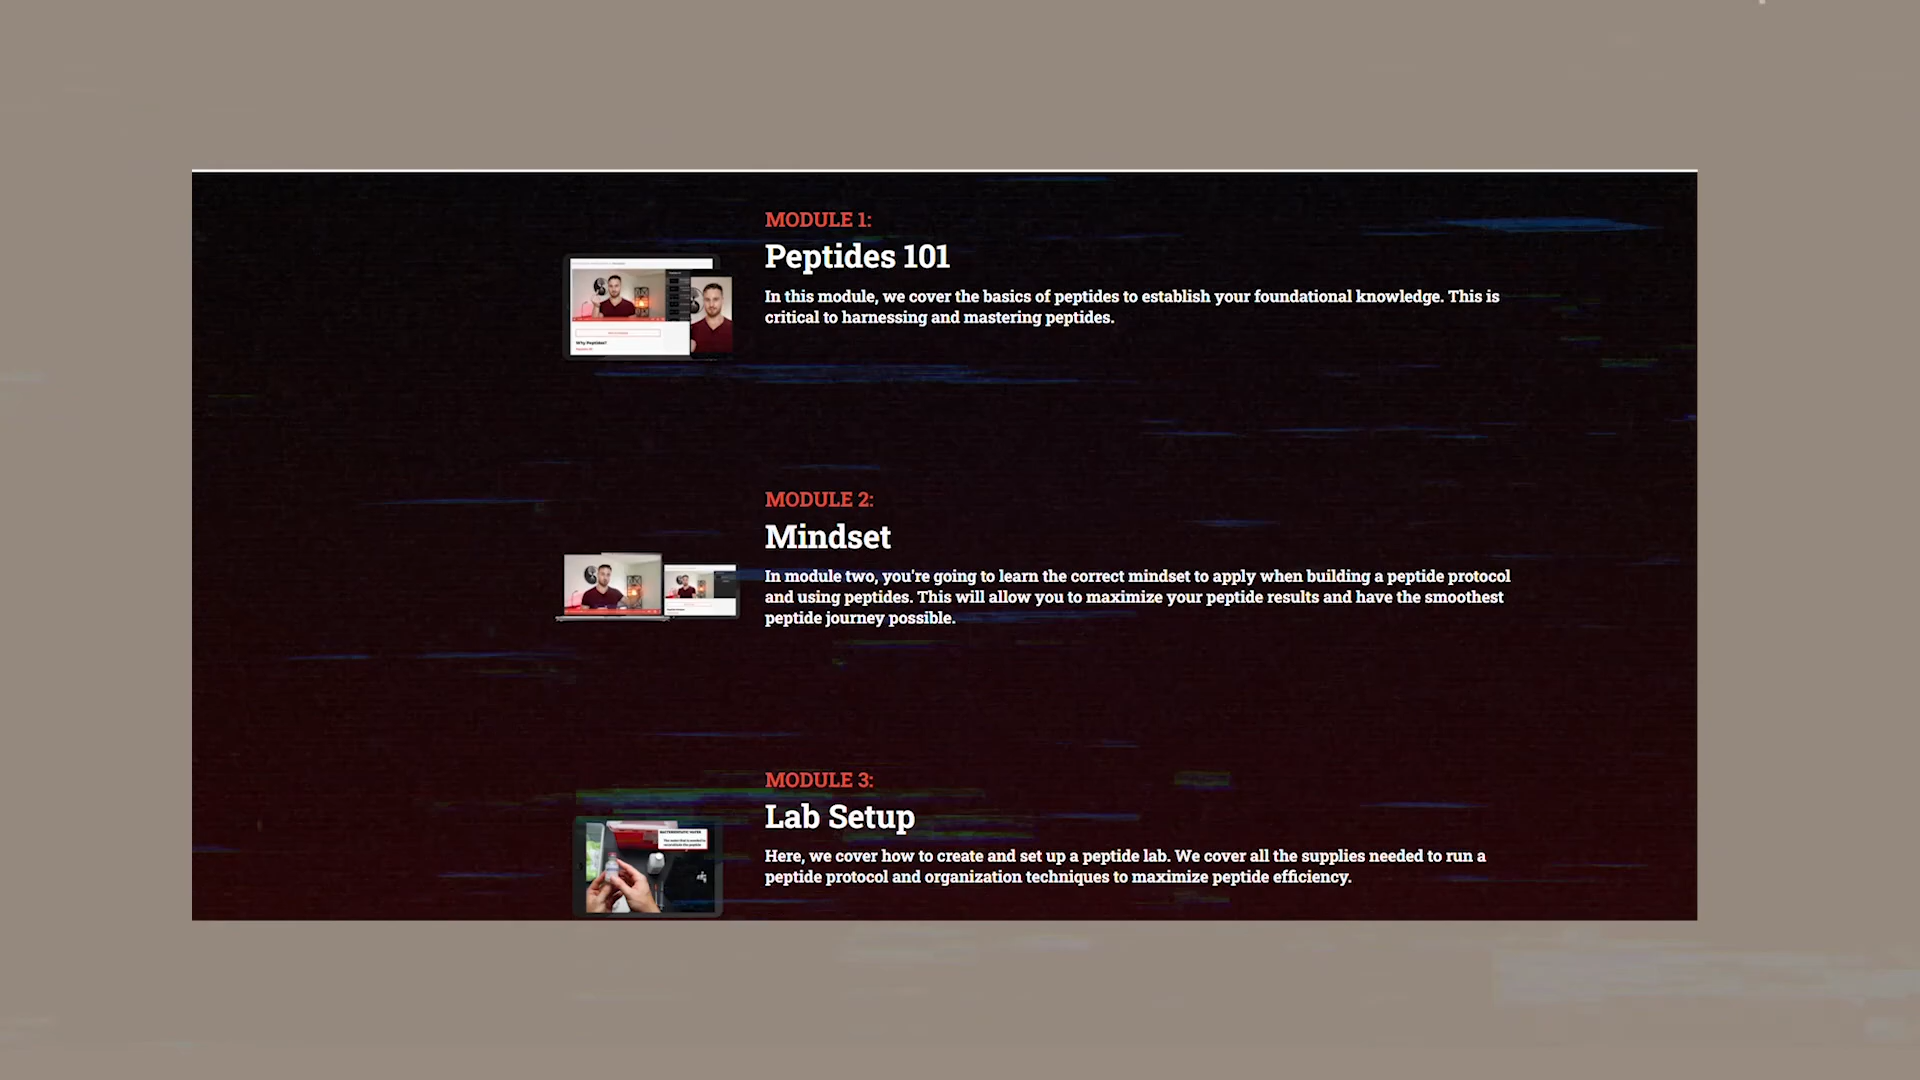 MODULE 1:
Peptides 101
In this module, we cover the basics of peptides to establish your foundational knowledge. This is
critical to harnessing and mastering peptides.
Why Peptides?
MODULE 2:
Mindset
In module two, you're going to learn the correct mindset to apply when building a peptide protocol
and using peptides. This will allow you to maximize your peptide results and have the smoothest
peptide journey possible.
MODULE 3:
Lab Setup
BACTERIOSTATIC WATER
Here, we cover how to create and set up a peptide lab. We cover all the supplies needed to run a
peptide protocol and organization techniques to maximize peptide efficiency.